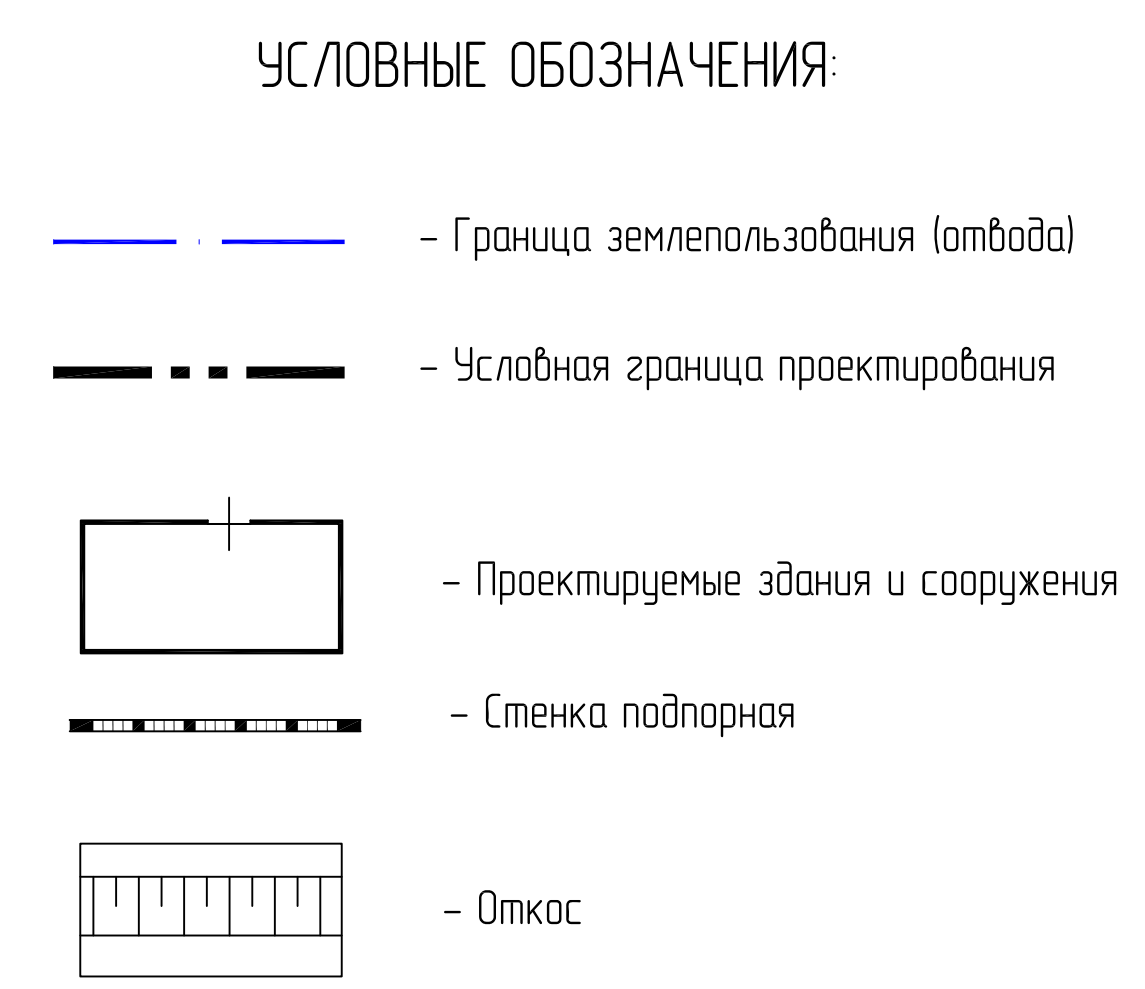 УСЛОВНЫЕ ОБОЗНАЧЕНИЯ:
- Граница землепользования (отвода)
- Условная граница проектирования
- Проектируемые здания и сооружения
- Стенка подпорная
- Откос